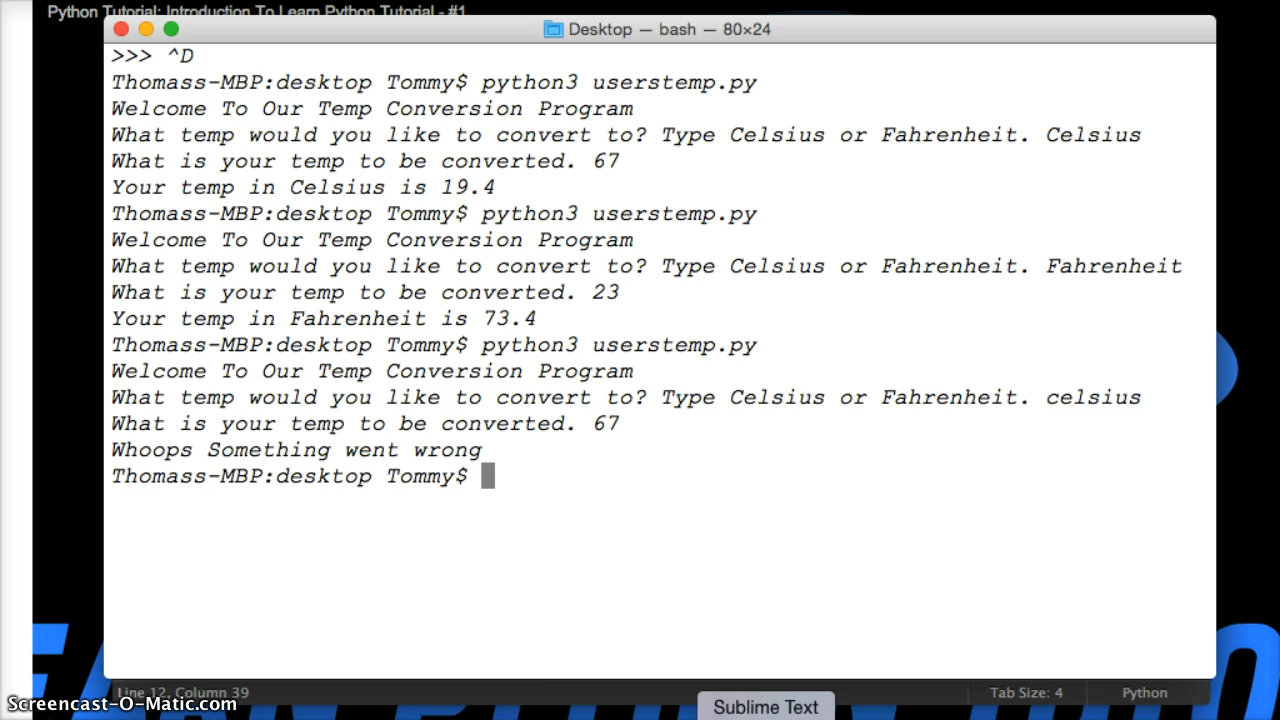 Python Tutorial: Introduction To Learn Python Tutorial - #1
Desktop — bash — 80×24
>>> ^D
Thomass-MBP:desktop Tommy$ python3 userstemp.py
Welcome To Our Temp Conversion Program
What temp would you like to convert to? Type Celsius or Fahrenheit. Celsius
What is your temp to be converted. 67
Your temp in Celsius is 19.4
Thomass-MBP:desktop Tommy$ python3 userstemp.py
Welcome To Our Temp Conversion Program
What temp would you like to convert to? Type Celsius or Fahrenheit. Fahrenheit
What is your temp to be converted. 23
Your temp in Fahrenheit is 73.4
Thomass-MBP:desktop Tommy$ python3 userstemp.py
Welcome To Our Temp Conversion Program
What temp would you like to convert to? Type Celsius or Fahrenheit. celsius
What is your temp to be converted. 67
Whoops Something went wrong
Thomass-MBP:desktop Tommy$
Line 12, Column 39
Tab Size: 4
Python
Screencast-O-Matic.com
Sublime Text